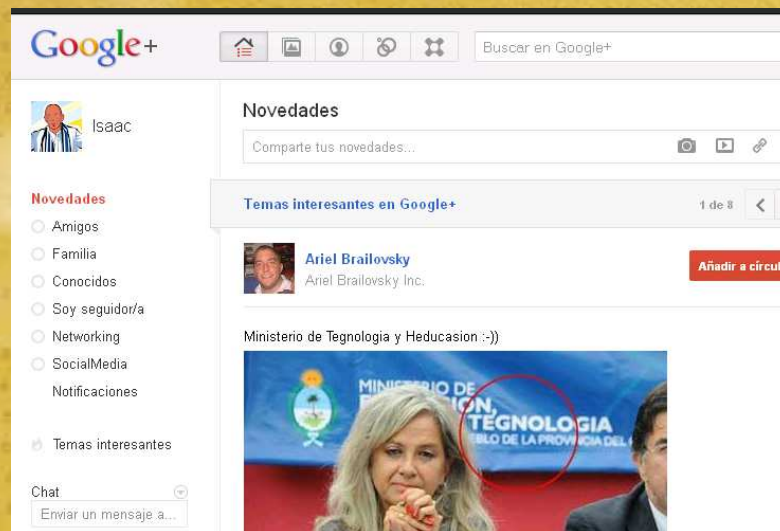 Google+
Buscar en Google+
Isaac
Novedades
Comparte tus novedades...
Novedades
Amigos
Familia
Conocidos
Soy seguidor/a
Networking
SocialMedia
Notificaciones
Temas interesantes
Chat
Enviar un mensaje a...
Temas interesantes en Google+
1 de 8
Ariel Brailovsky
Ariel Brailovsky Inc.
Añadir a círcul
Ministerio de Tegnologia y Heducasion :-))
MINISTERIO DE
ION,
TEGNOLOGIA
EBLO DE LA PROVINCIA DEL